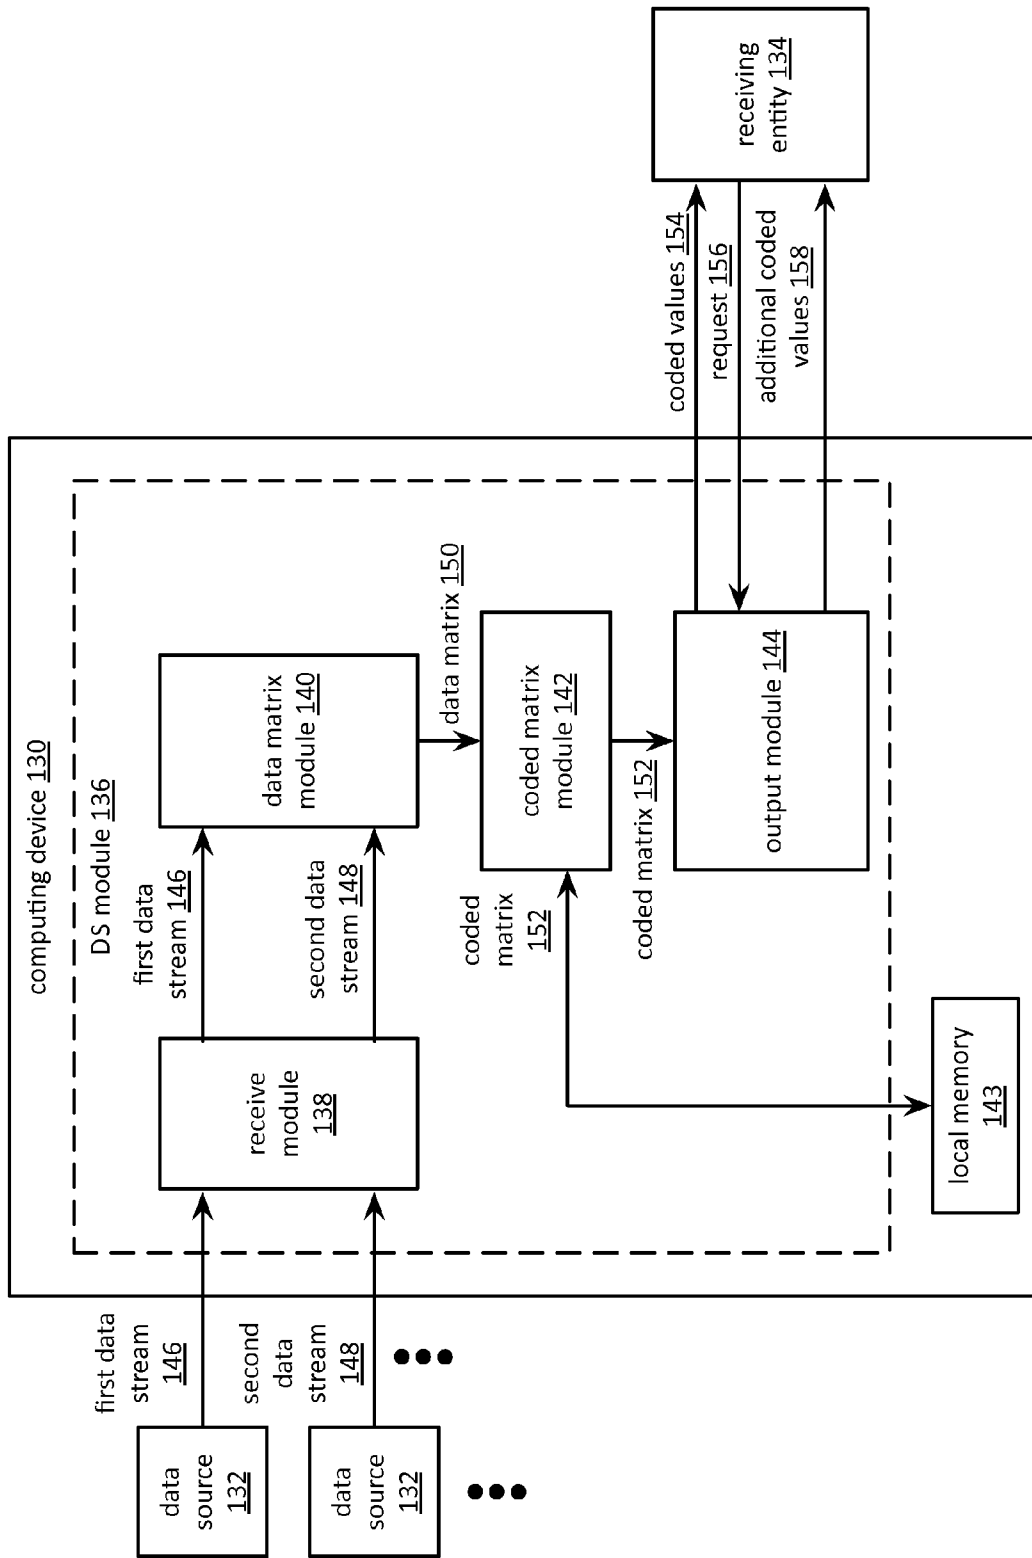 computing device 130
DS module 136
data
source
132
data
source
132
first data
stream
146
second
data
stream
148
receive
module
138
first data
stream 146
second data
stream 148
data matrix
module 140
data matrix 150
coded
matrix
152
coded matrix
module 142
coded matrix 152
output module 144
local memory
143
coded values 154
request 156
additional coded
values 158
receiving
entity 134